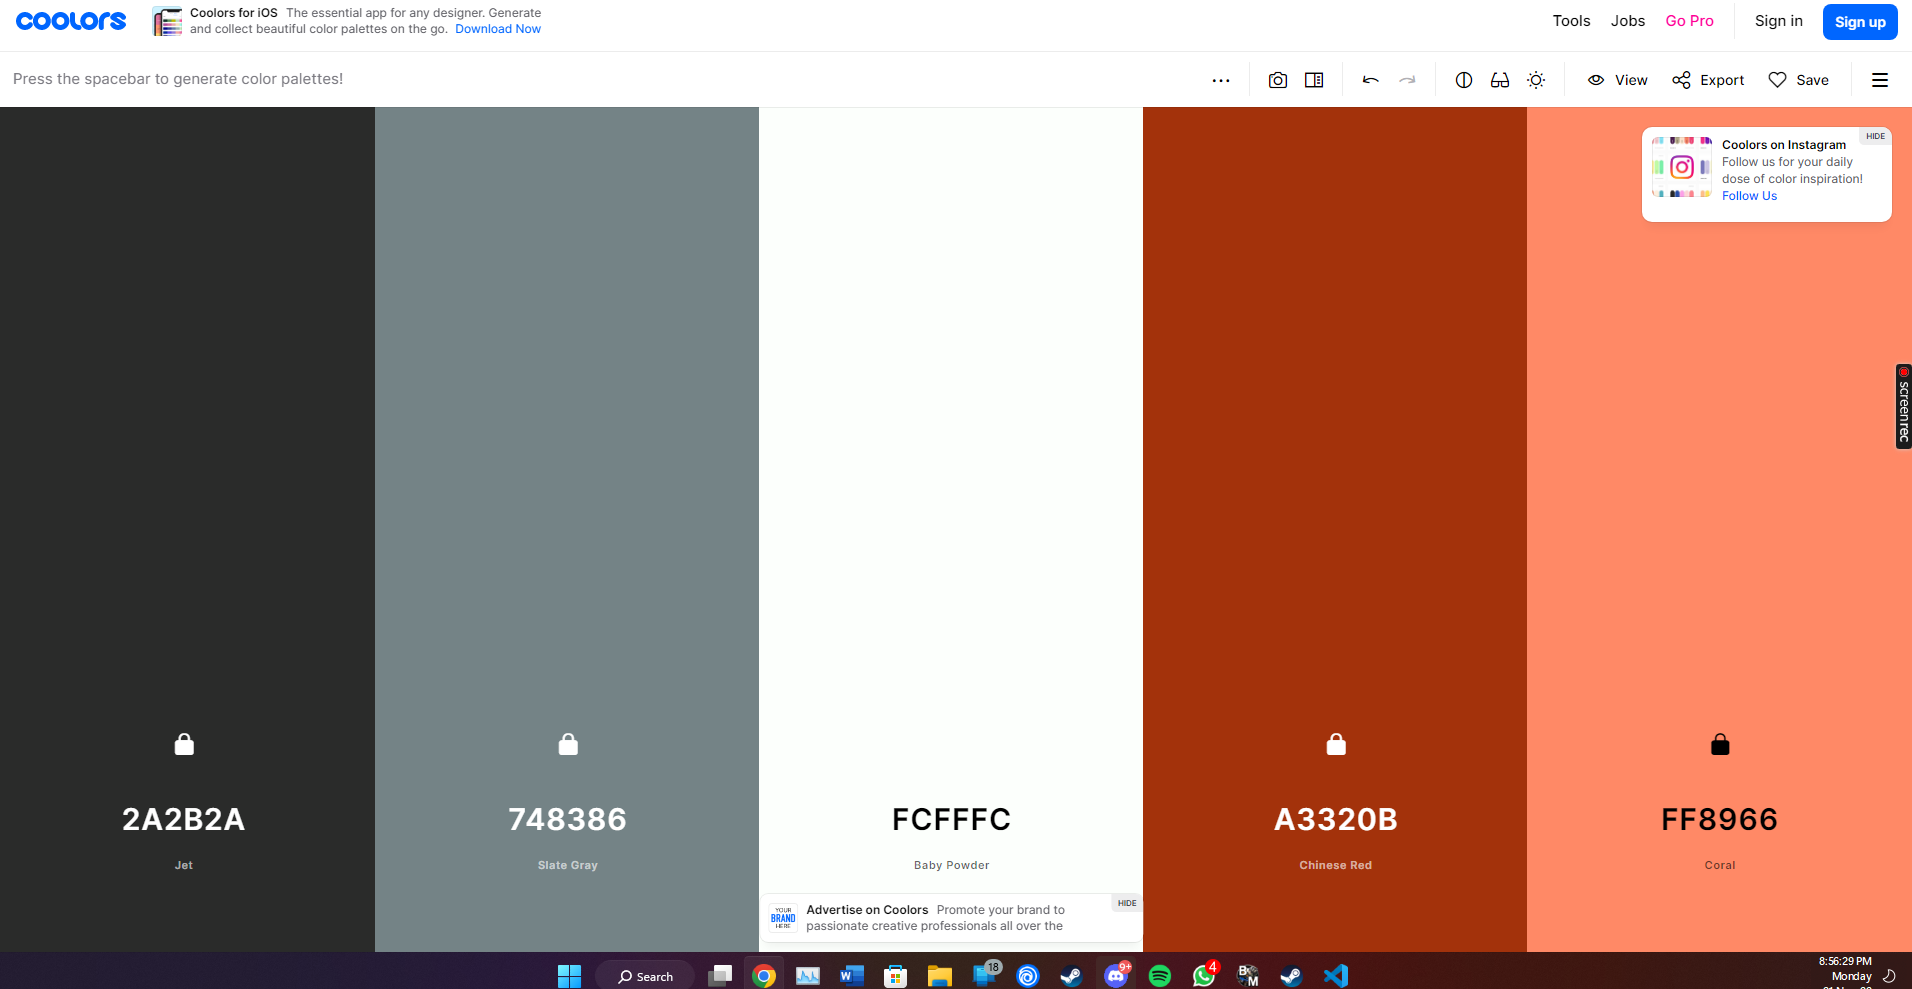 coolors
Coolors for iOS The essential app for any designer. Generate
and collect beautiful color palettes on the go. Download Now
Tools Jobs Go Pro Sign in Sign up
Press the spacebar to generate color palettes!
View Export Save
HIDE
Coolors on Instagram
Follow us for your daily
dose of color inspiration!
Follow Us
screenrec
2A2B2A
Jet
748386
Slate Gray
FCFFFC
Baby Powder
A3320B
Chinese Red
FF8966
Coral
HIDE
YOUR
BRAND
HERE
Advertise on Coolors Promote your brand to
passionate creative professionals all over the
Search
18
9+
4
8:56:29 PM
Monday